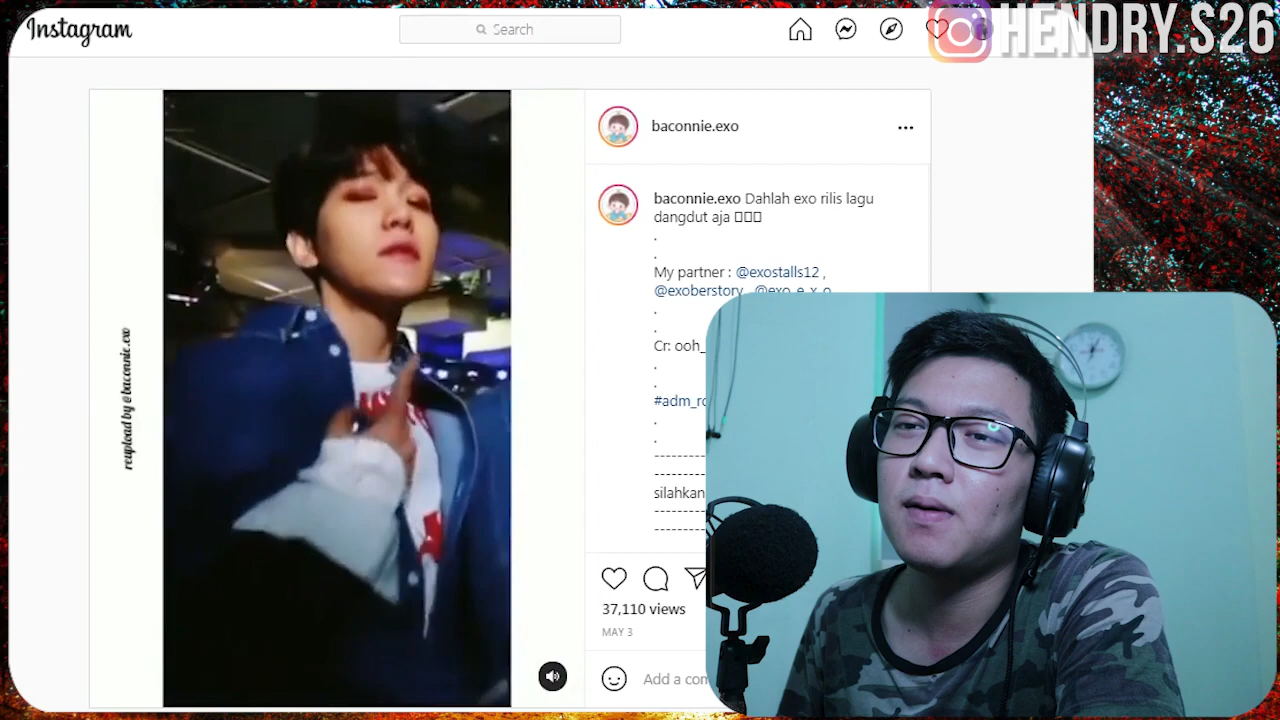 Instagram
Search
HENDRY.S26
baconnie.exo
baconnie.exo Dahlah exo rilis lagu
dangdut aja
.
.
My partner : @exostalls12 ,
@exoberstory , @exo_e_x_o
.
.
Cr: ooh_
.
.
#adm_ro
.
.
--------
--------
silahkan
--------
--------
37,110 views
MAY 3
Add a com
reupload by @baconnie.exo